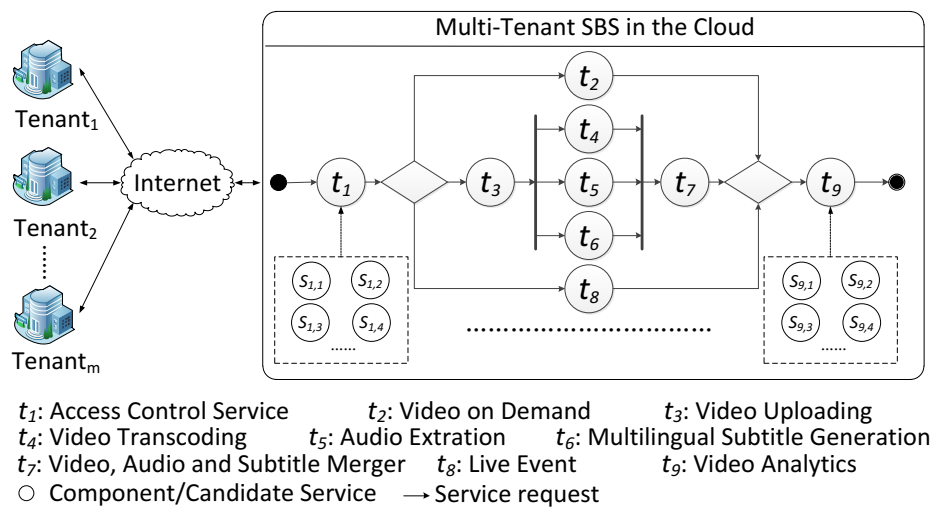 Multi-Tenant SBS in the Cloud
Tenant1
Tenant2
Tenantm
Internet
t1
t2
t3
t4
t5
t6
t7
t8
t9
S1,1 S1,2
S1,3 S1,4
......
S9,1 S9,2
S9,3 S9,4
......
t1: Access Control Service t2: Video on Demand t3: Video Uploading
t4: Video Transcoding t5: Audio Extration t6: Multilingual Subtitle Generation
t7: Video, Audio and Subtitle Merger t8: Live Event t9: Video Analytics
Component/Candidate Service Service request